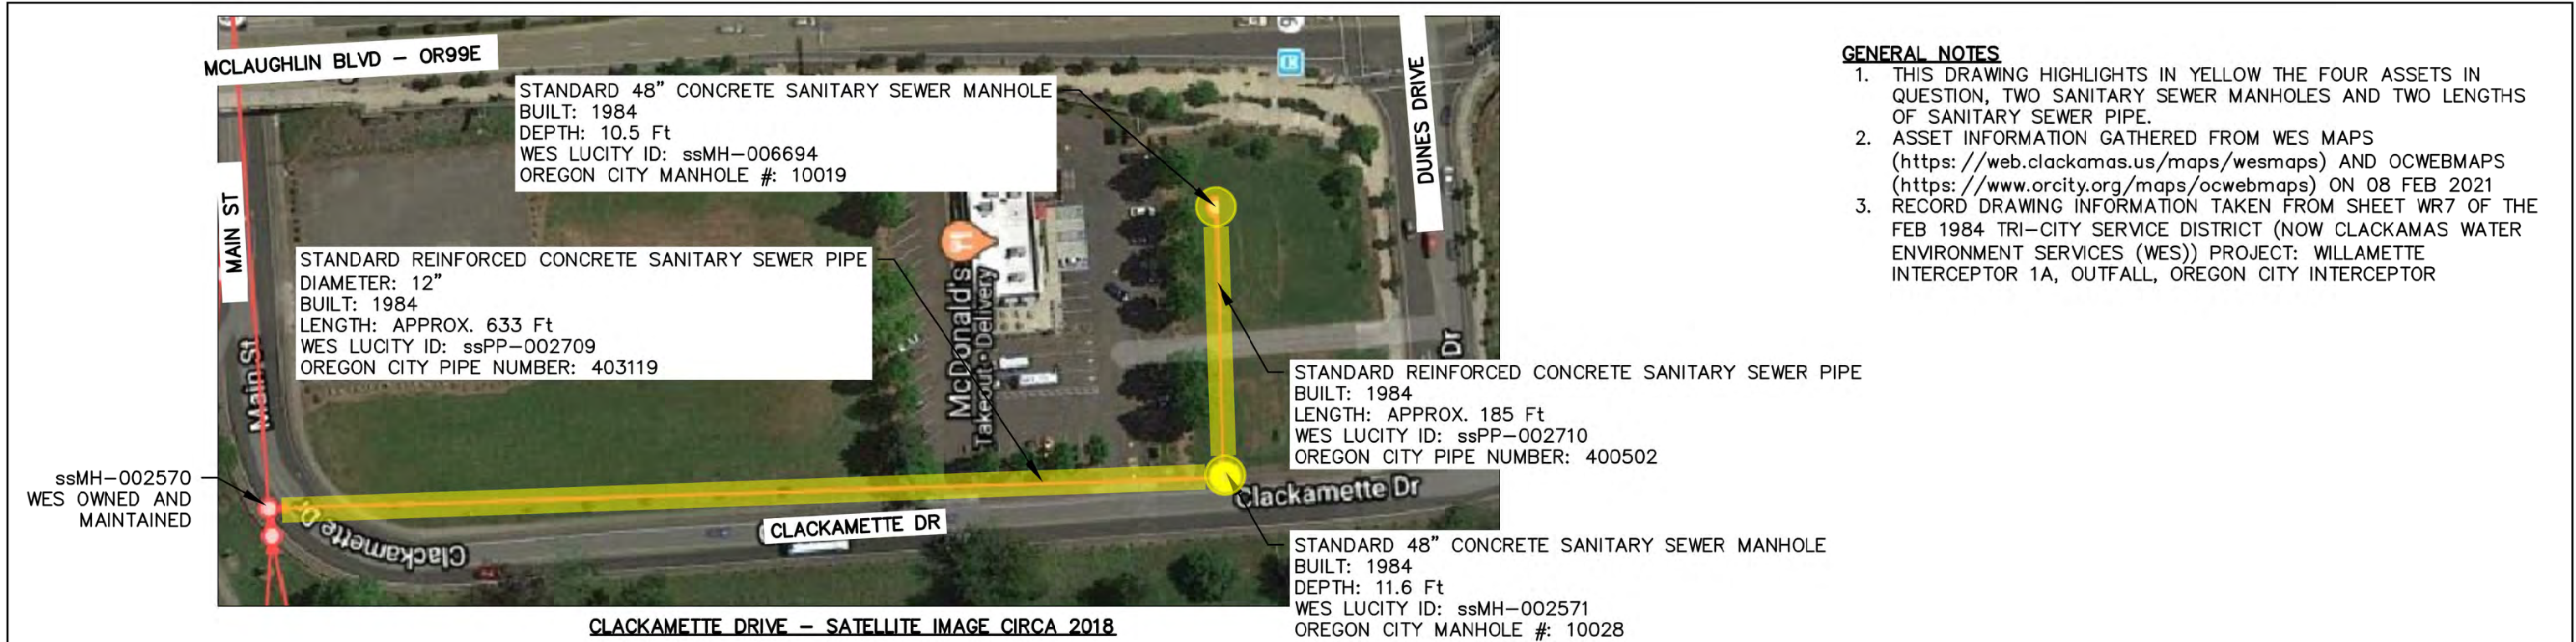 MCLAUGHLIN BLVD - OR99E
MAIN ST
DUNES DRIVE
STANDARD 48" CONCRETE SANITARY SEWER MANHOLE
BUILT: 1984
DEPTH: 10.5 Ft
WES LUCITY ID: ssMH-006694
OREGON CITY MANHOLE #: 10019
STANDARD REINFORCED CONCRETE SANITARY SEWER PIPE
DIAMETER: 12"
BUILT: 1984
LENGTH: APPROX. 633 Ft
WES LUCITY ID: ssPP-002709
OREGON CITY PIPE NUMBER: 403119
McDonald's
Takeout • Delivery
Main St
Dr
STANDARD REINFORCED CONCRETE SANITARY SEWER PIPE
BUILT: 1984
LENGTH: APPROX. 185 Ft
WES LUCITY ID: ssPP-002710
OREGON CITY PIPE NUMBER: 400502
ssMH-002570
WES OWNED AND
MAINTAINED
Clackamette Dr
Clackamette Dr
CLACKAMETTE DR
STANDARD 48" CONCRETE SANITARY SEWER MANHOLE
BUILT: 1984
DEPTH: 11.6 Ft
WES LUCITY ID: ssMH-002571
OREGON CITY MANHOLE #: 10028
CLACKAMETTE DRIVE - SATELLITE IMAGE CIRCA 2018
GENERAL NOTES
1. THIS DRAWING HIGHLIGHTS IN YELLOW THE FOUR ASSETS IN
QUESTION, TWO SANITARY SEWER MANHOLES AND TWO LENGTHS
OF SANITARY SEWER PIPE.
2. ASSET INFORMATION GATHERED FROM WES MAPS
(https://web.clackamas.us/maps/wesmaps) AND OCWEBMAPS
(https://www.orcity.org/maps/ocwebmaps) ON 08 FEB 2021
3. RECORD DRAWING INFORMATION TAKEN FROM SHEET WR7 OF THE
FEB 1984 TRI-CITY SERVICE DISTRICT (NOW CLACKAMAS WATER
ENVIRONMENT SERVICES (WES)) PROJECT: WILLAMETTE
INTERCEPTOR 1A, OUTFALL, OREGON CITY INTERCEPTOR